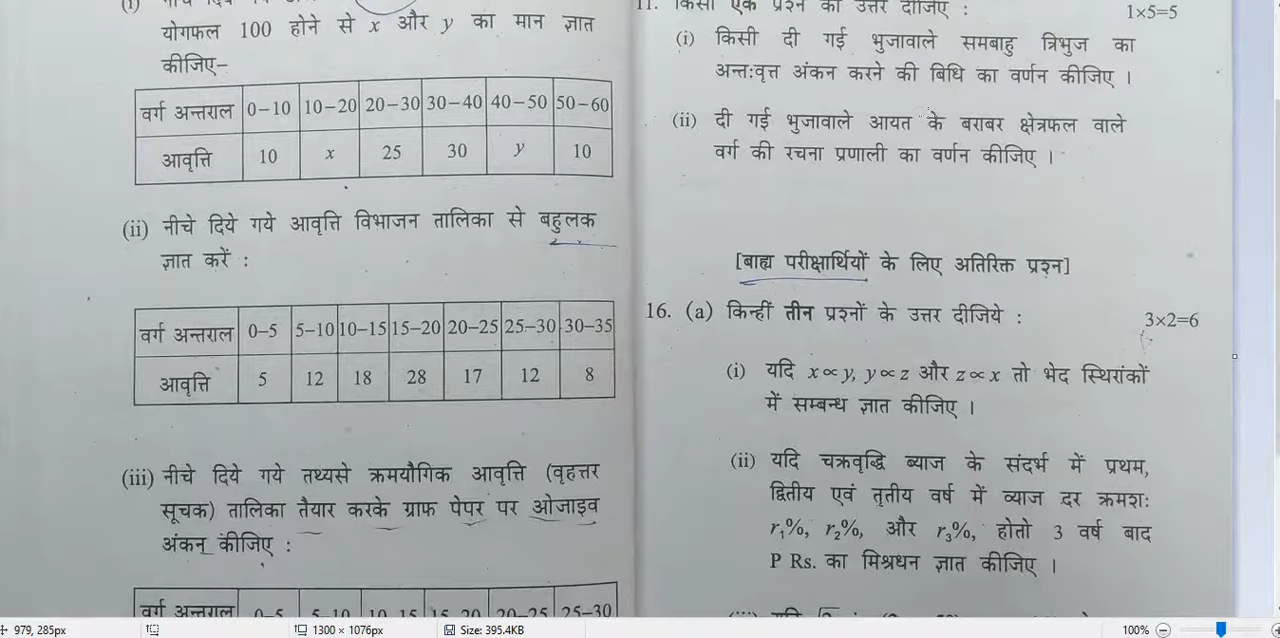 (i)
योगफल 100 होने से x और y का मान ज्ञात
कीजिए–
वर्ग अन्तराल 0–10 10–20 20–30 30–40 40–50 50–60
आवृत्ति 10 x 25 30 y 10
(ii) नीचे दिये गये आवृत्ति विभाजन तालिका से बहुलक
ज्ञात करें :
वर्ग अन्तराल 0–5 5–10 10–15 15–20 20–25 25–30 30–35
आवृत्ति 5 12 18 28 17 12 8
(iii) नीचे दिये गये तथ्यसे क्रमयौगिक आवृत्ति (वृहत्तर
सूचक) तालिका तैयार करके ग्राफ पेपर पर ओजाइव
अंकन कीजिए :
वर्ग अन्तराल 0–5 5–10 10–15 15–20 20–25 25–30
11. किसी एक प्रश्न का उत्तर दीजिए : 1×5=5
(i) किसी दी गई भुजावाले समबाहु त्रिभुज का
अन्तःवृत्त अंकन करने की बिधि का वर्णन कीजिए ।
(ii) दी गई भुजावाले आयत के बराबर क्षेत्रफल वाले
वर्ग की रचना प्रणाली का वर्णन कीजिए ।
[बाह्य परीक्षार्थियों के लिए अतिरिक्त प्रश्न]
16. (a) किन्हीं तीन प्रश्नों के उत्तर दीजिये : 3×2=6
(i) यदि x∝y, y∝z और z∝x तो भेद स्थिरांकों
में सम्बन्ध ज्ञात कीजिए ।
(ii) यदि चक्रवृद्धि ब्याज के संदर्भ में प्रथम,
द्वितीय एवं तृतीय वर्ष में व्याज दर क्रमशः
r₁%, r₂%, और r₃%, होतो 3 वर्ष बाद
P Rs. का मिश्रधन ज्ञात कीजिए ।
979, 285px 1300 × 1076px Size: 395.4KB 100%